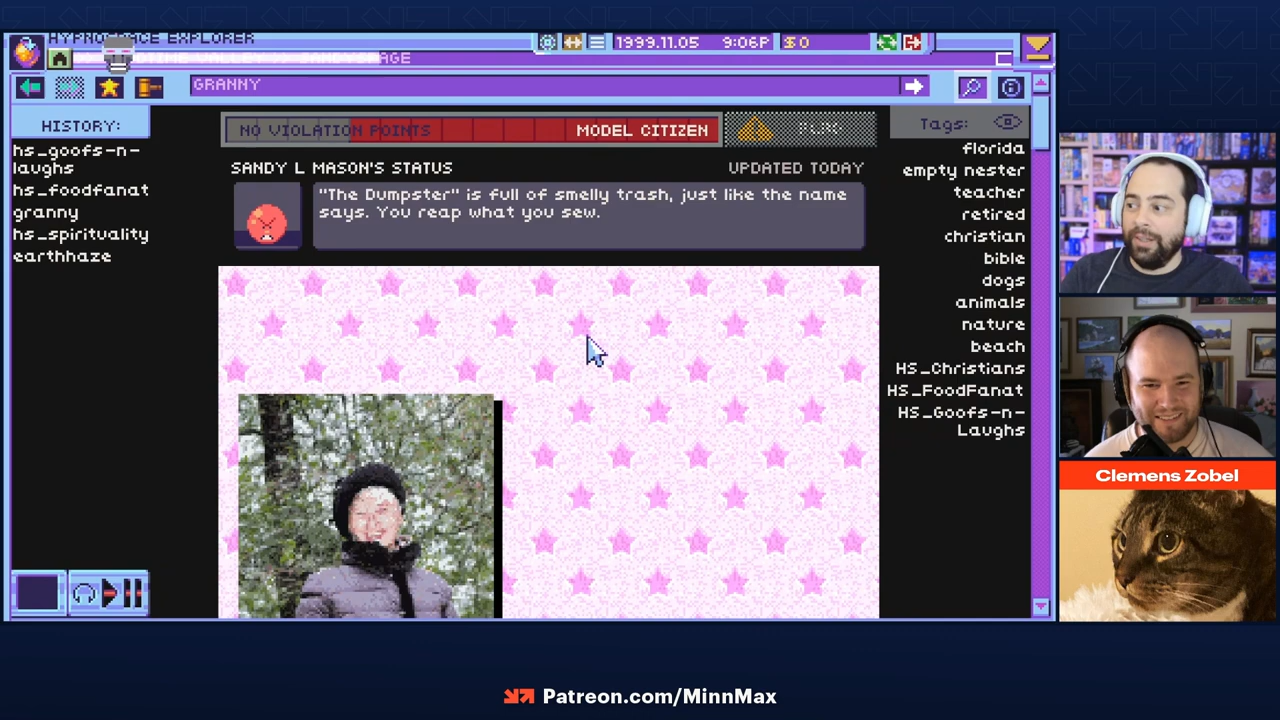 HYPNOSPACE EXPLORER
1999.11.05 9:06P $0
GRANNY
HISTORY:
hs_goofs-n-
laughs
hs_foodfanat
granny
hs_spirituality
earthhaze
NO VIOLATION POINTS MODEL CITIZEN
SANDY L MASON'S STATUS UPDATED TODAY
"The Dumpster" is full of smelly trash, just like the name
says. You reap what you sew.
Tags:
florida
empty nester
teacher
retired
christian
bible
dogs
animals
nature
beach
HS_Christians
HS_FoodFanat
HS_Goofs-n-
Laughs
Clemens Zobel
Patreon.com/MinnMax